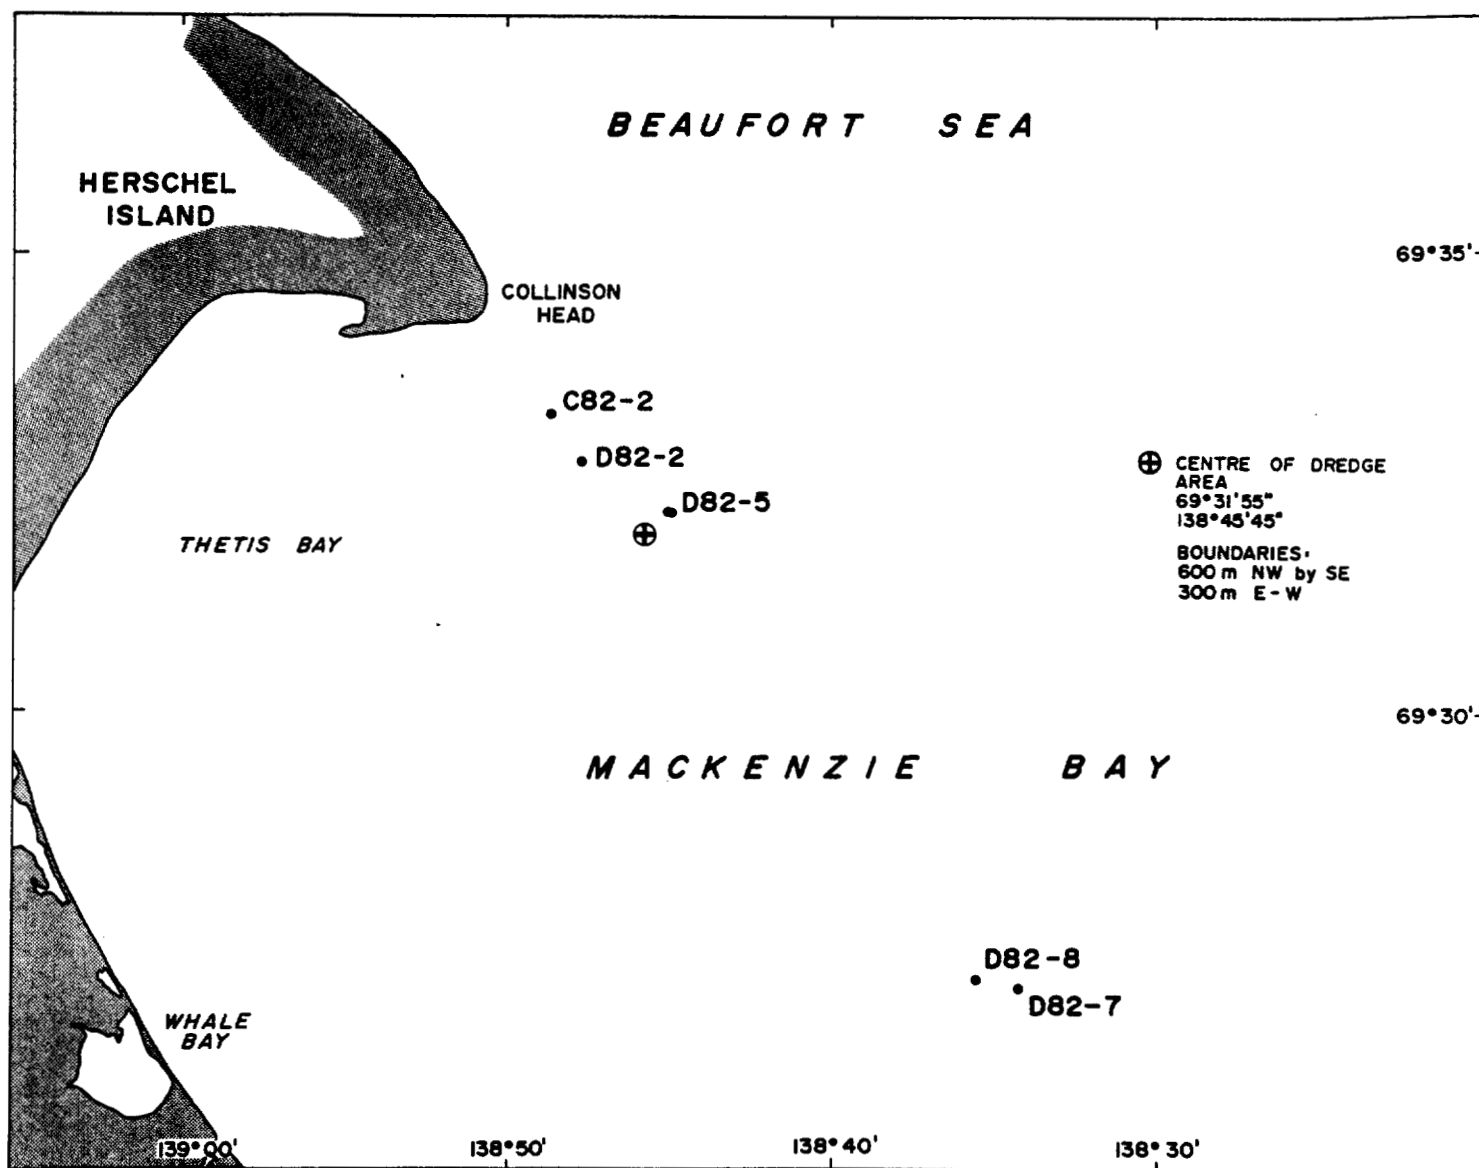 BEAUFORT SEA
HERSCHEL
ISLAND
69°35'
COLLINSON
HEAD
C82-2
D82-2
D82-5
CENTRE OF DREDGE
AREA
69°31'55"
138°45'45"
BOUNDARIES:
600m NW by SE
300m E-W
THETIS BAY
69°30'
MACKENZIE BAY
D82-8
D82-7
WHALE
BAY
139°00'
138°50'
138°40'
138°30'